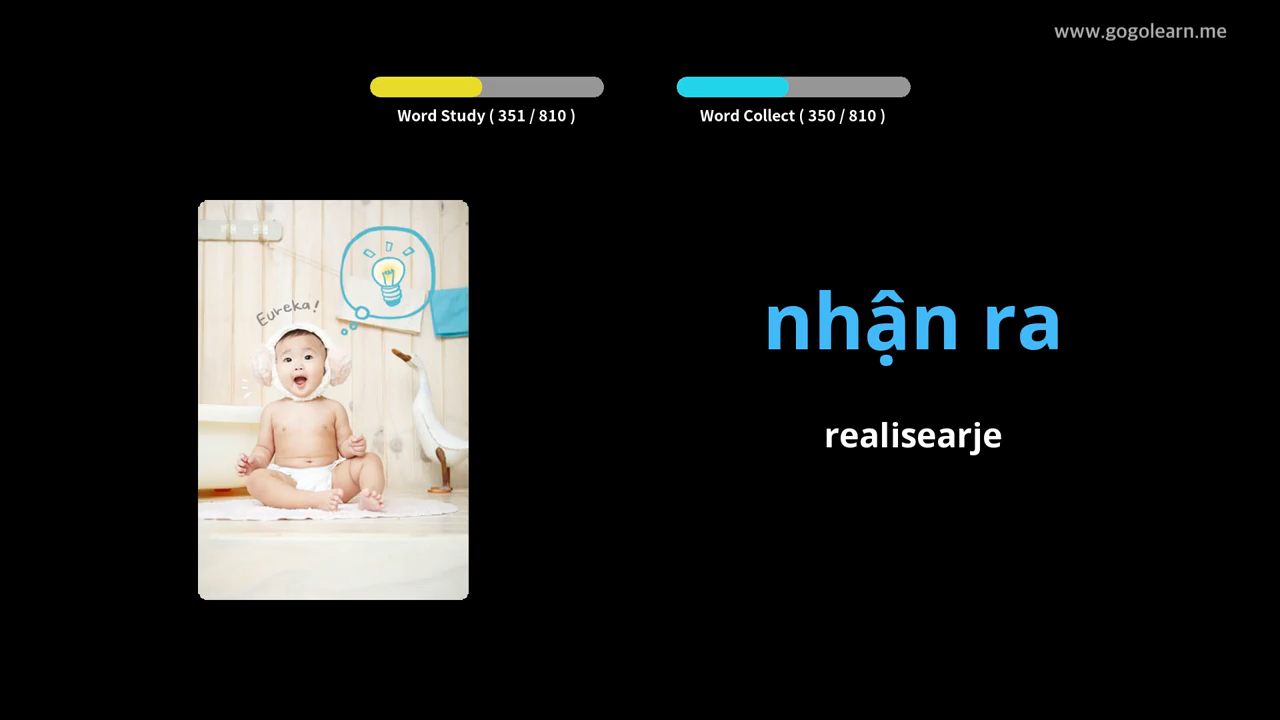 www.gogolearn.me
Word Study ( 351 / 810 )
Word Collect ( 350 / 810 )
Eureka!
nhận ra
realisearje